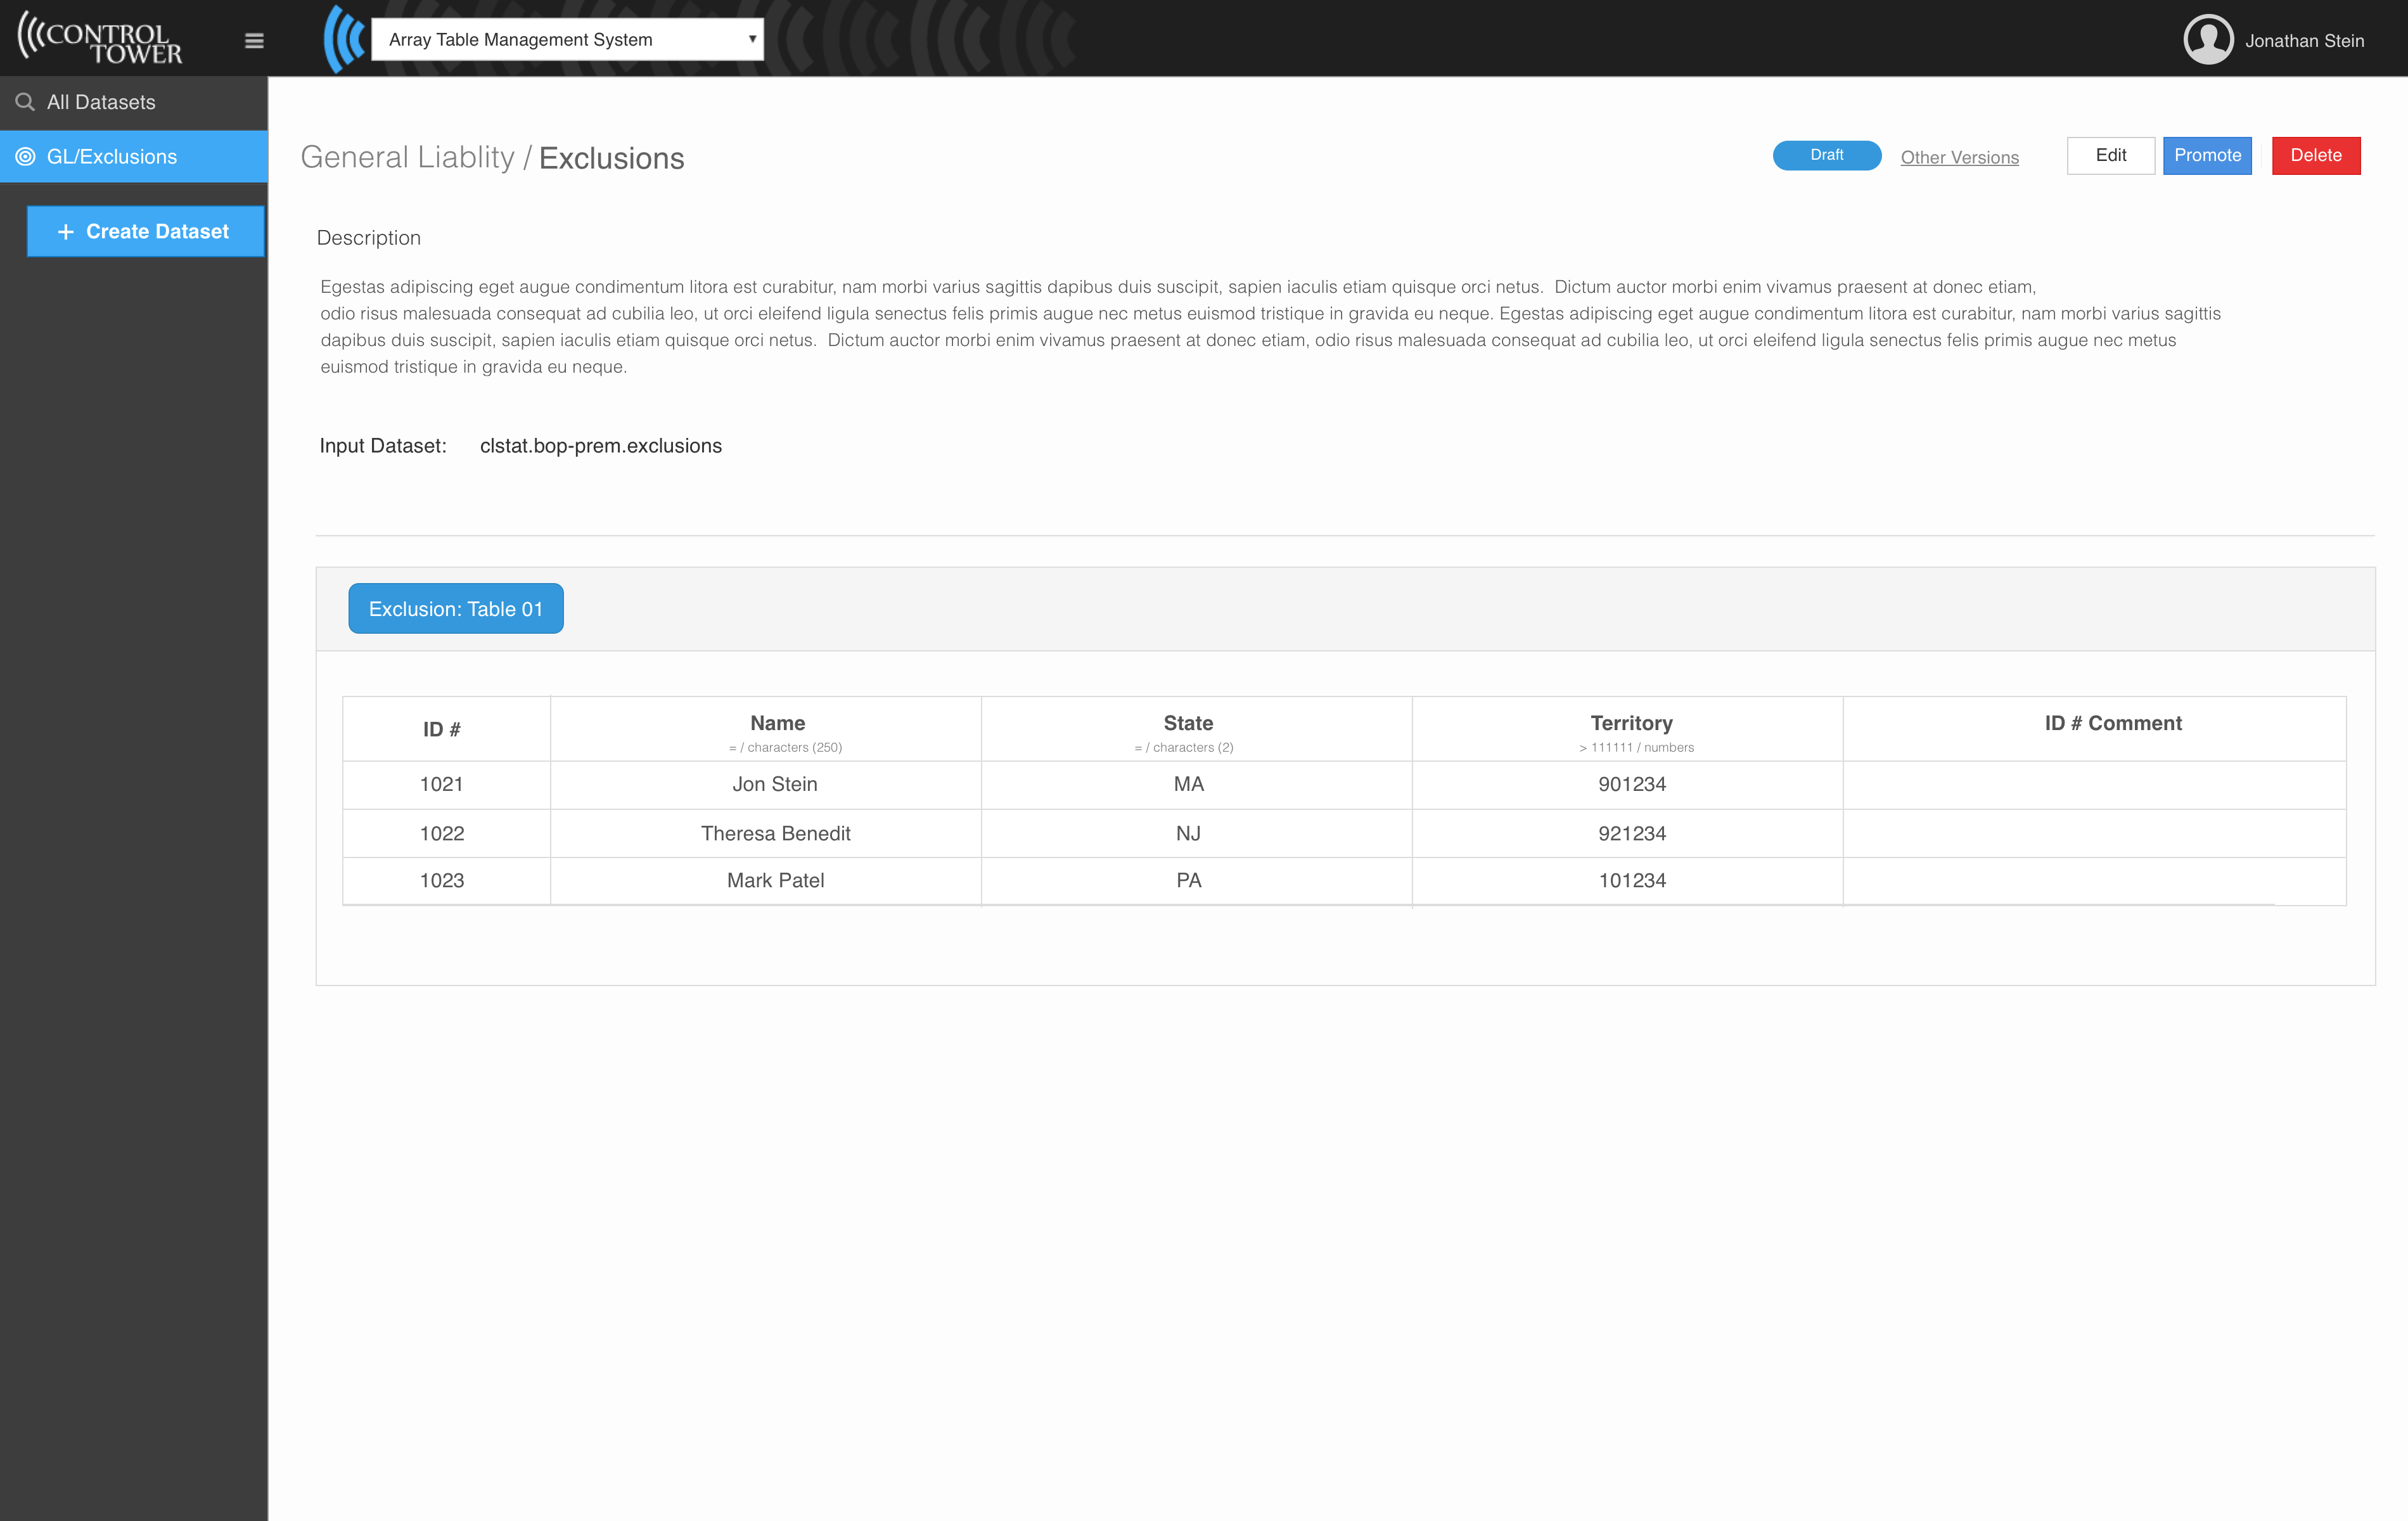 CONTROL
TOWER
Array Table Management System
Jonathan Stein
All Datasets
GL/Exclusions
+ Create Dataset
General Liablity / Exclusions
Draft
Other Versions
Edit
Promote
Delete
Description
Egestas adipiscing eget augue condimentum litora est curabitur, nam morbi varius sagittis dapibus duis suscipit, sapien iaculis etiam quisque orci netus.  Dictum auctor morbi enim vivamus praesent at donec etiam,
odio risus malesuada consequat ad cubilia leo, ut orci eleifend ligula senectus felis primis augue nec metus euismod tristique in gravida eu neque. Egestas adipiscing eget augue condimentum litora est curabitur, nam morbi varius sagittis
dapibus duis suscipit, sapien iaculis etiam quisque orci netus.  Dictum auctor morbi enim vivamus praesent at donec etiam, odio risus malesuada consequat ad cubilia leo, ut orci eleifend ligula senectus felis primis augue nec metus
euismod tristique in gravida eu neque.
Input Dataset: clstat.bop-prem.exclusions
Exclusion: Table 01
ID # Name State Territory ID # Comment
= / characters (250) = / characters (2) > 111111 / numbers
1021 Jon Stein MA 901234
1022 Theresa Benedit NJ 921234
1023 Mark Patel PA 101234